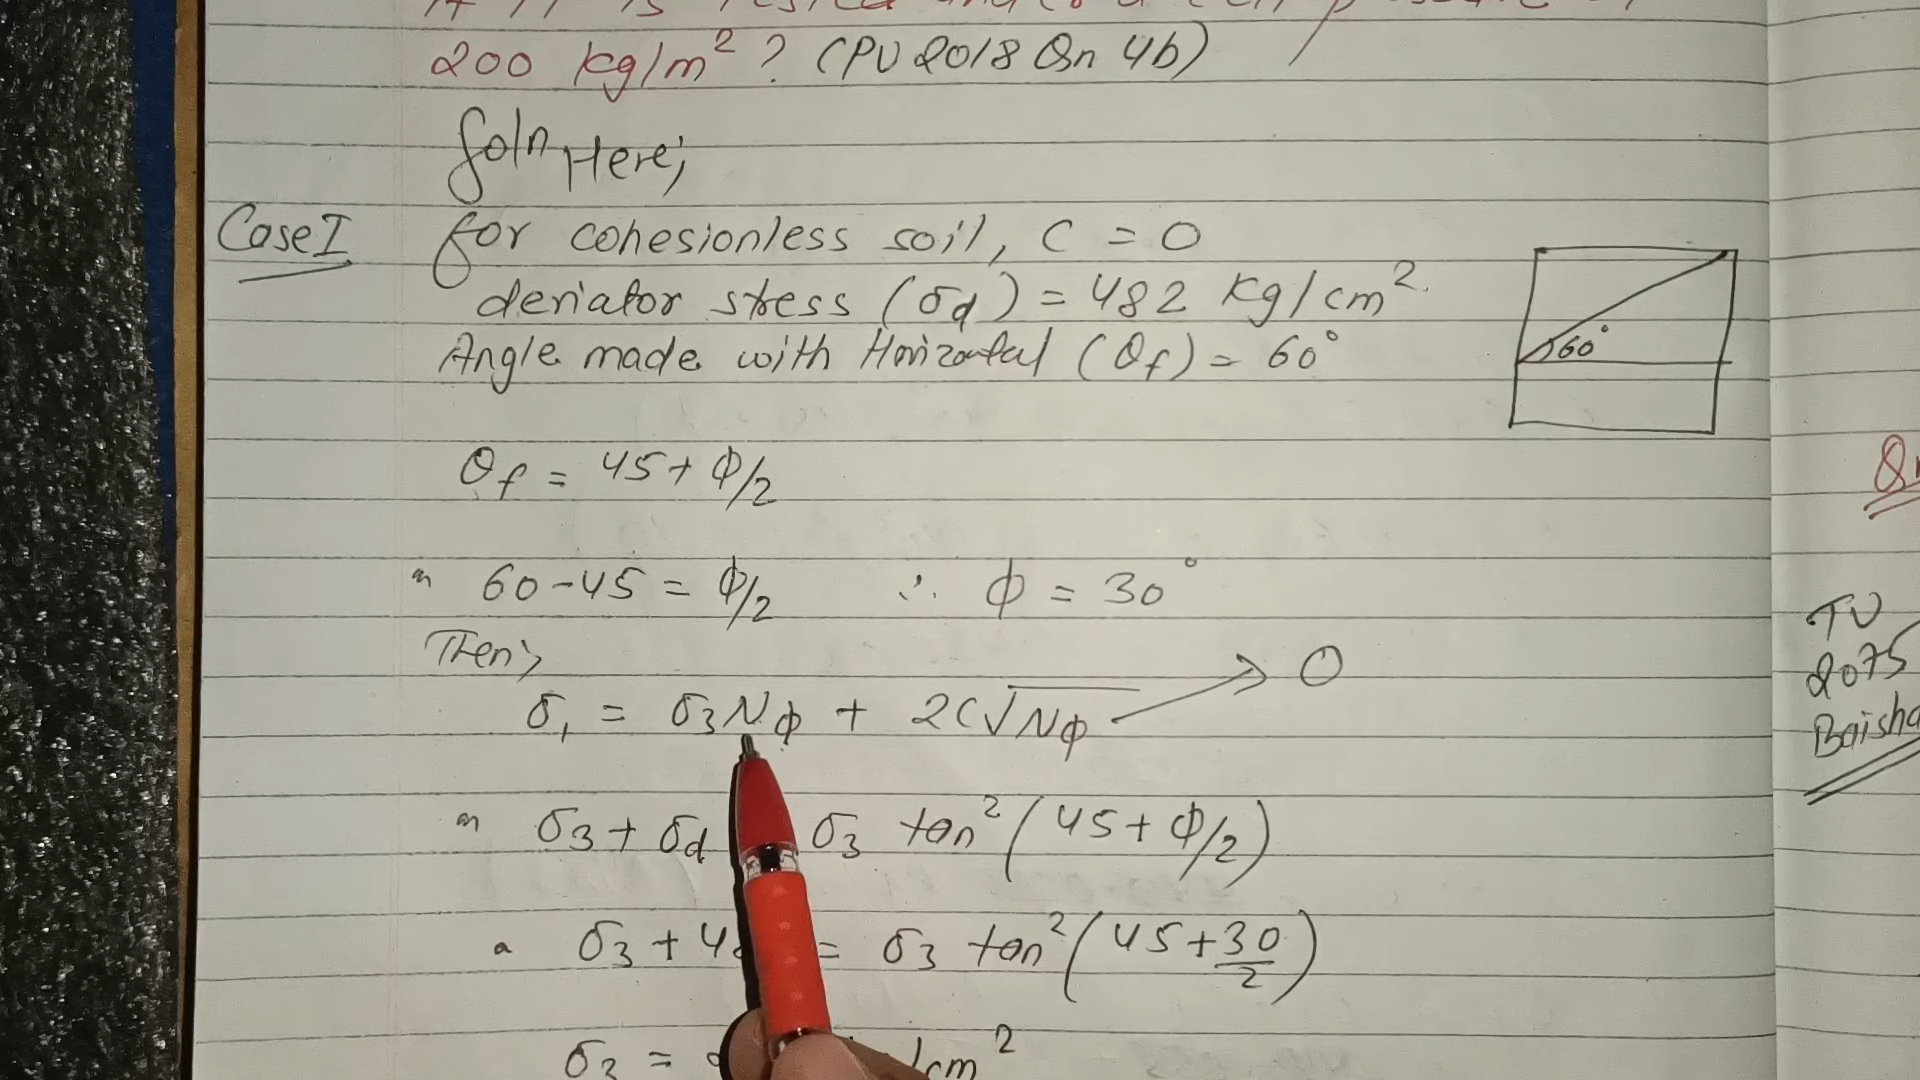 200 kg/m² ? (PU 2018 Qn 4b)
Soln Here;
Case I for cohesionless soil, C = 0
deviator stress (σd) = 482 kg/cm².
Angle made with Horizontal (θf) = 60°
60°
θf = 45 + φ/2
60 - 45 = φ/2 ∴ φ = 30°
Then;
σ₁ = σ₃Nφ + 2C√Nφ → 0
σ₃ + σd σ₃ tan² (45 + φ/2)
σ₃ + 4 = σ₃ tan² (45 + 30/2)
σ₃ = /cm²
TU
2075